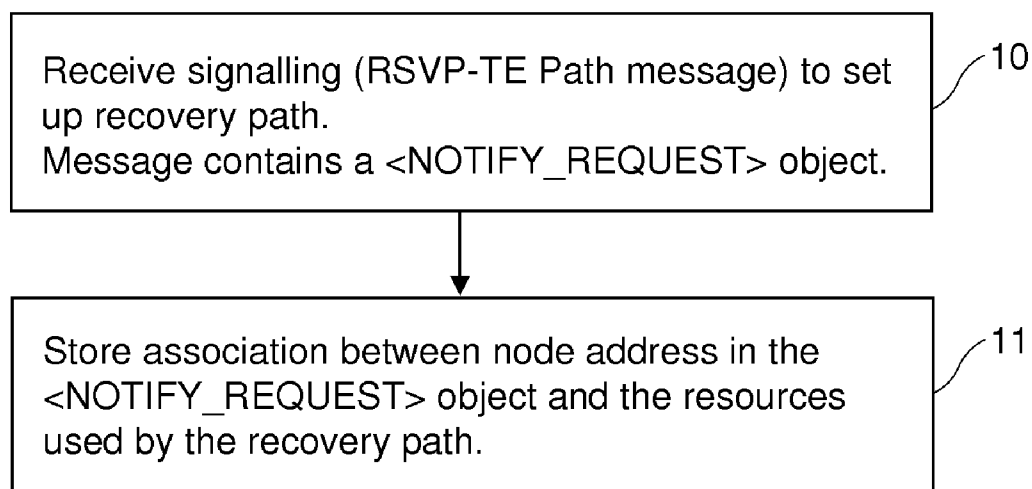 Receive signalling (RSVP-TE Path message) to set
up recovery path.
Message contains a <NOTIFY_REQUEST> object.
10
Store association between node address in the
<NOTIFY_REQUEST> object and the resources
used by the recovery path.
11